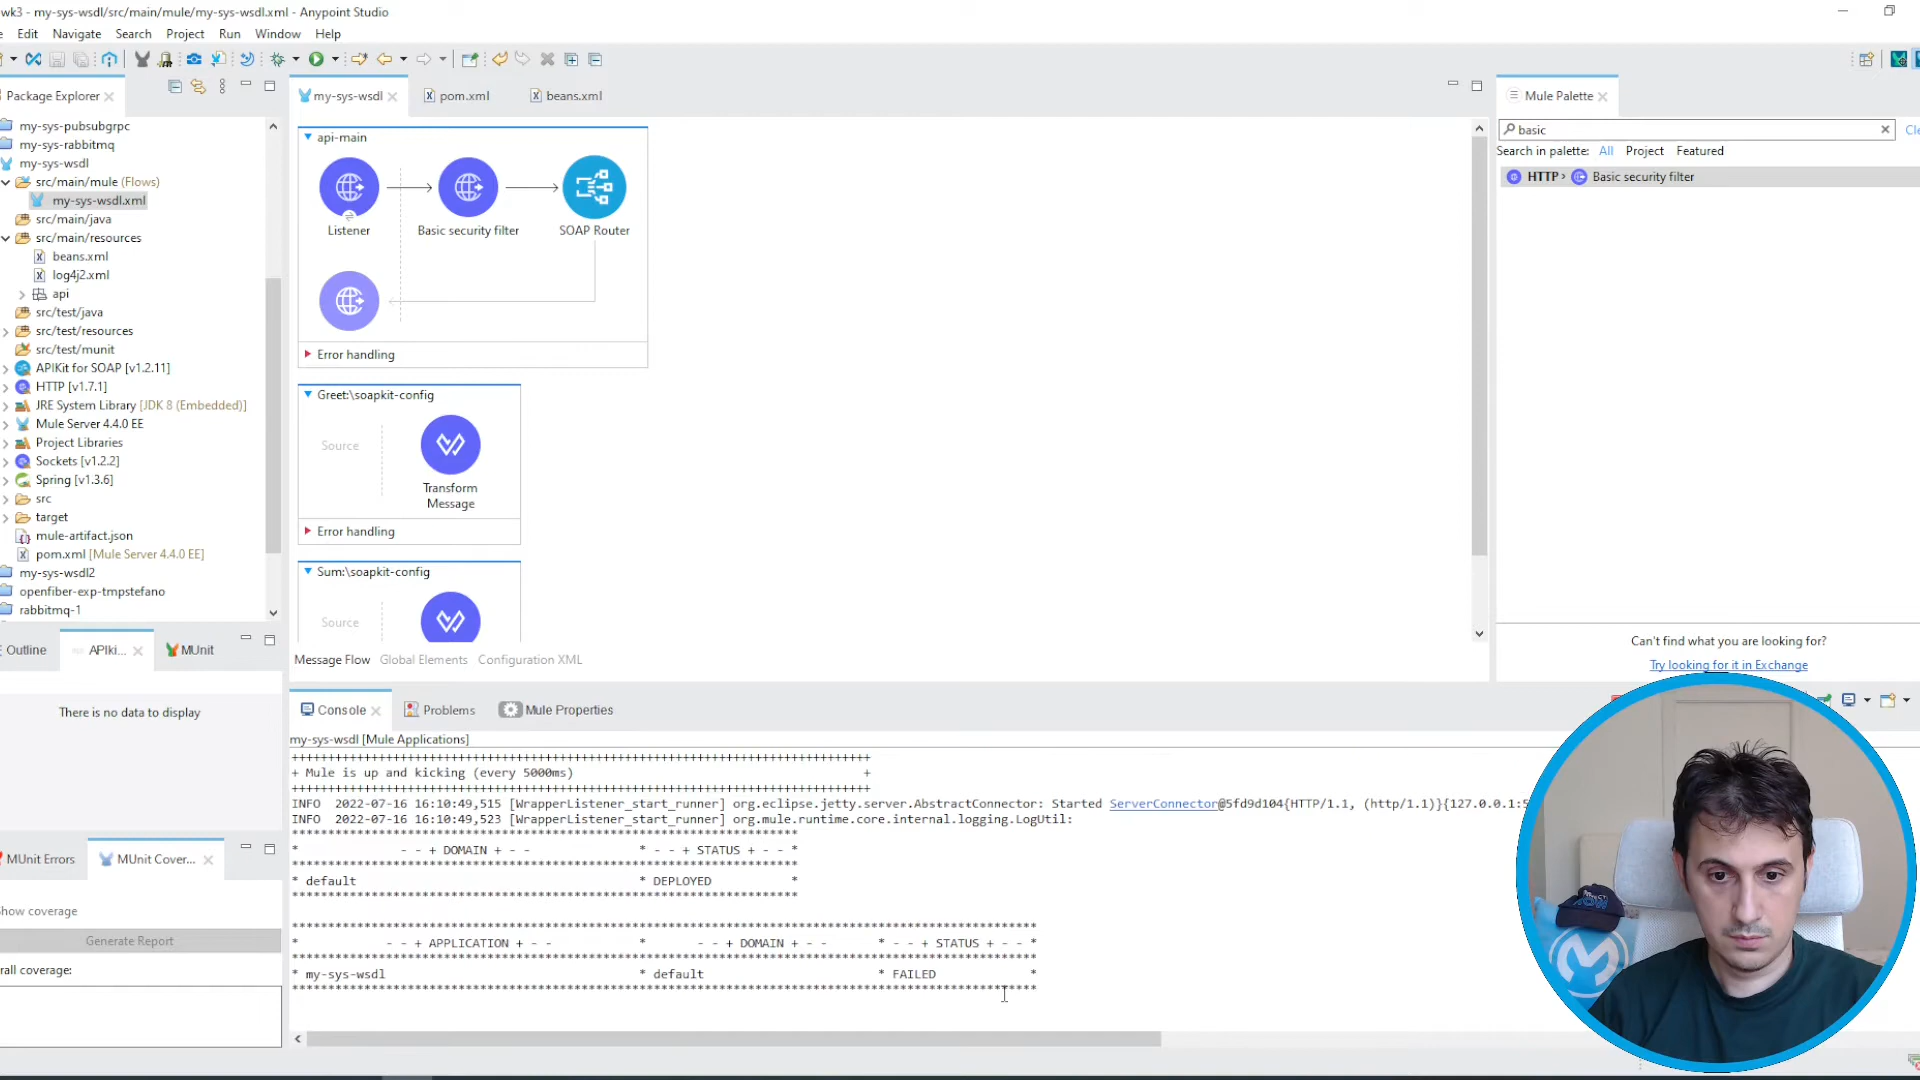 wk3 - my-sys-wsdl/src/main/mule/my-sys-wsdl.xml - Anypoint Studio
Edit Navigate Search Project Run Window Help
Package Explorer
my-sys-pubsubgrpc
my-sys-rabbitmq
my-sys-wsdl
src/main/mule (Flows)
my-sys-wsdl.xml
src/main/java
src/main/resources
beans.xml
log4j2.xml
api
src/test/java
src/test/resources
src/test/munit
APIKit for SOAP [v1.2.11]
HTTP [v1.7.1]
JRE System Library [JDK 8 (Embedded)]
Mule Server 4.4.0 EE
Project Libraries
Sockets [v1.2.2]
Spring [v1.3.6]
src
target
mule-artifact.json
pom.xml [Mule Server 4.4.0 EE]
my-sys-wsdl2
openfiber-exp-tmpstefano
rabbitmq-1
my-sys-wsdl pom.xml beans.xml
api-main
Listener
Basic security filter
SOAP Router
Error handling
Greet:\soapkit-config
Source
Transform
Message
Error handling
Sum:\soapkit-config
Source
Message Flow Global Elements Configuration XML
Mule Palette
basic
Search in palette: All Project Featured
HTTP › Basic security filter
Can't find what you are looking for?
Try looking for it in Exchange
Outline APIki... MUnit
There is no data to display
MUnit Errors MUnit Cover...
Generate Report
Console Problems Mule Properties
my-sys-wsdl [Mule Applications]
++++++++++++++++++++++++++++++++++++++++++++++++++++++++++++++++++++++++++++++++
+ Mule is up and kicking (every 5000ms) +
++++++++++++++++++++++++++++++++++++++++++++++++++++++++++++++++++++++++++++++++
INFO 2022-07-16 16:10:49,515 [WrapperListener_start_runner] org.eclipse.jetty.server.AbstractConnector: Started ServerConnector@5fd9d104{HTTP/1.1, (http/1.1)}{127.0.0.1:5
INFO 2022-07-16 16:10:49,523 [WrapperListener_start_runner] org.mule.runtime.core.internal.logging.LogUtil:
**********************************************************************
* - - + DOMAIN + - - * - - + STATUS + - - *
**********************************************************************
* default * DEPLOYED *
**********************************************************************
*******************************************************************************************************
* - - + APPLICATION + - - * - - + DOMAIN + - - * - - + STATUS + - - *
*******************************************************************************************************
* my-sys-wsdl * default * FAILED *
*******************************************************************************************************